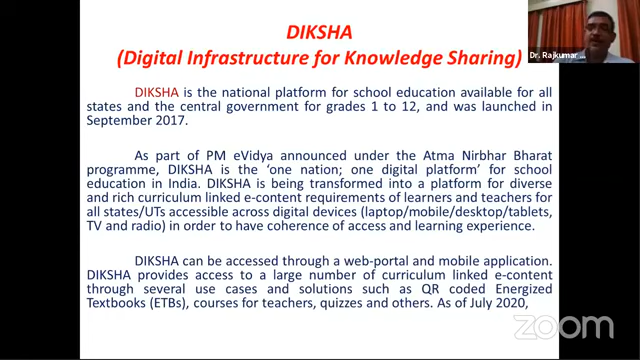 DIKSHA
(Digital Infrastructure for Knowledge Sharing)
Dr. Rajkumar ...
DIKSHA is the national platform for school education available for all
states and the central government for grades 1 to 12, and was launched in
September 2017.
As part of PM eVidya announced under the Atma Nirbhar Bharat
programme, DIKSHA is the ‘one nation; one digital platform’ for school
education in India. DIKSHA is being transformed into a platform for diverse
and rich curriculum linked e-content requirements of learners and teachers for
all states/UTs accessible across digital devices (laptop/mobile/desktop/tablets,
TV and radio) in order to have coherence of access and learning experience.
DIKSHA can be accessed through a web-portal and mobile application.
DIKSHA provides access to a large number of curriculum linked e-content
through several use cases and solutions such as QR coded Energized
Textbooks (ETBs), courses for teachers, quizzes and others. As of July 2020,
zoom